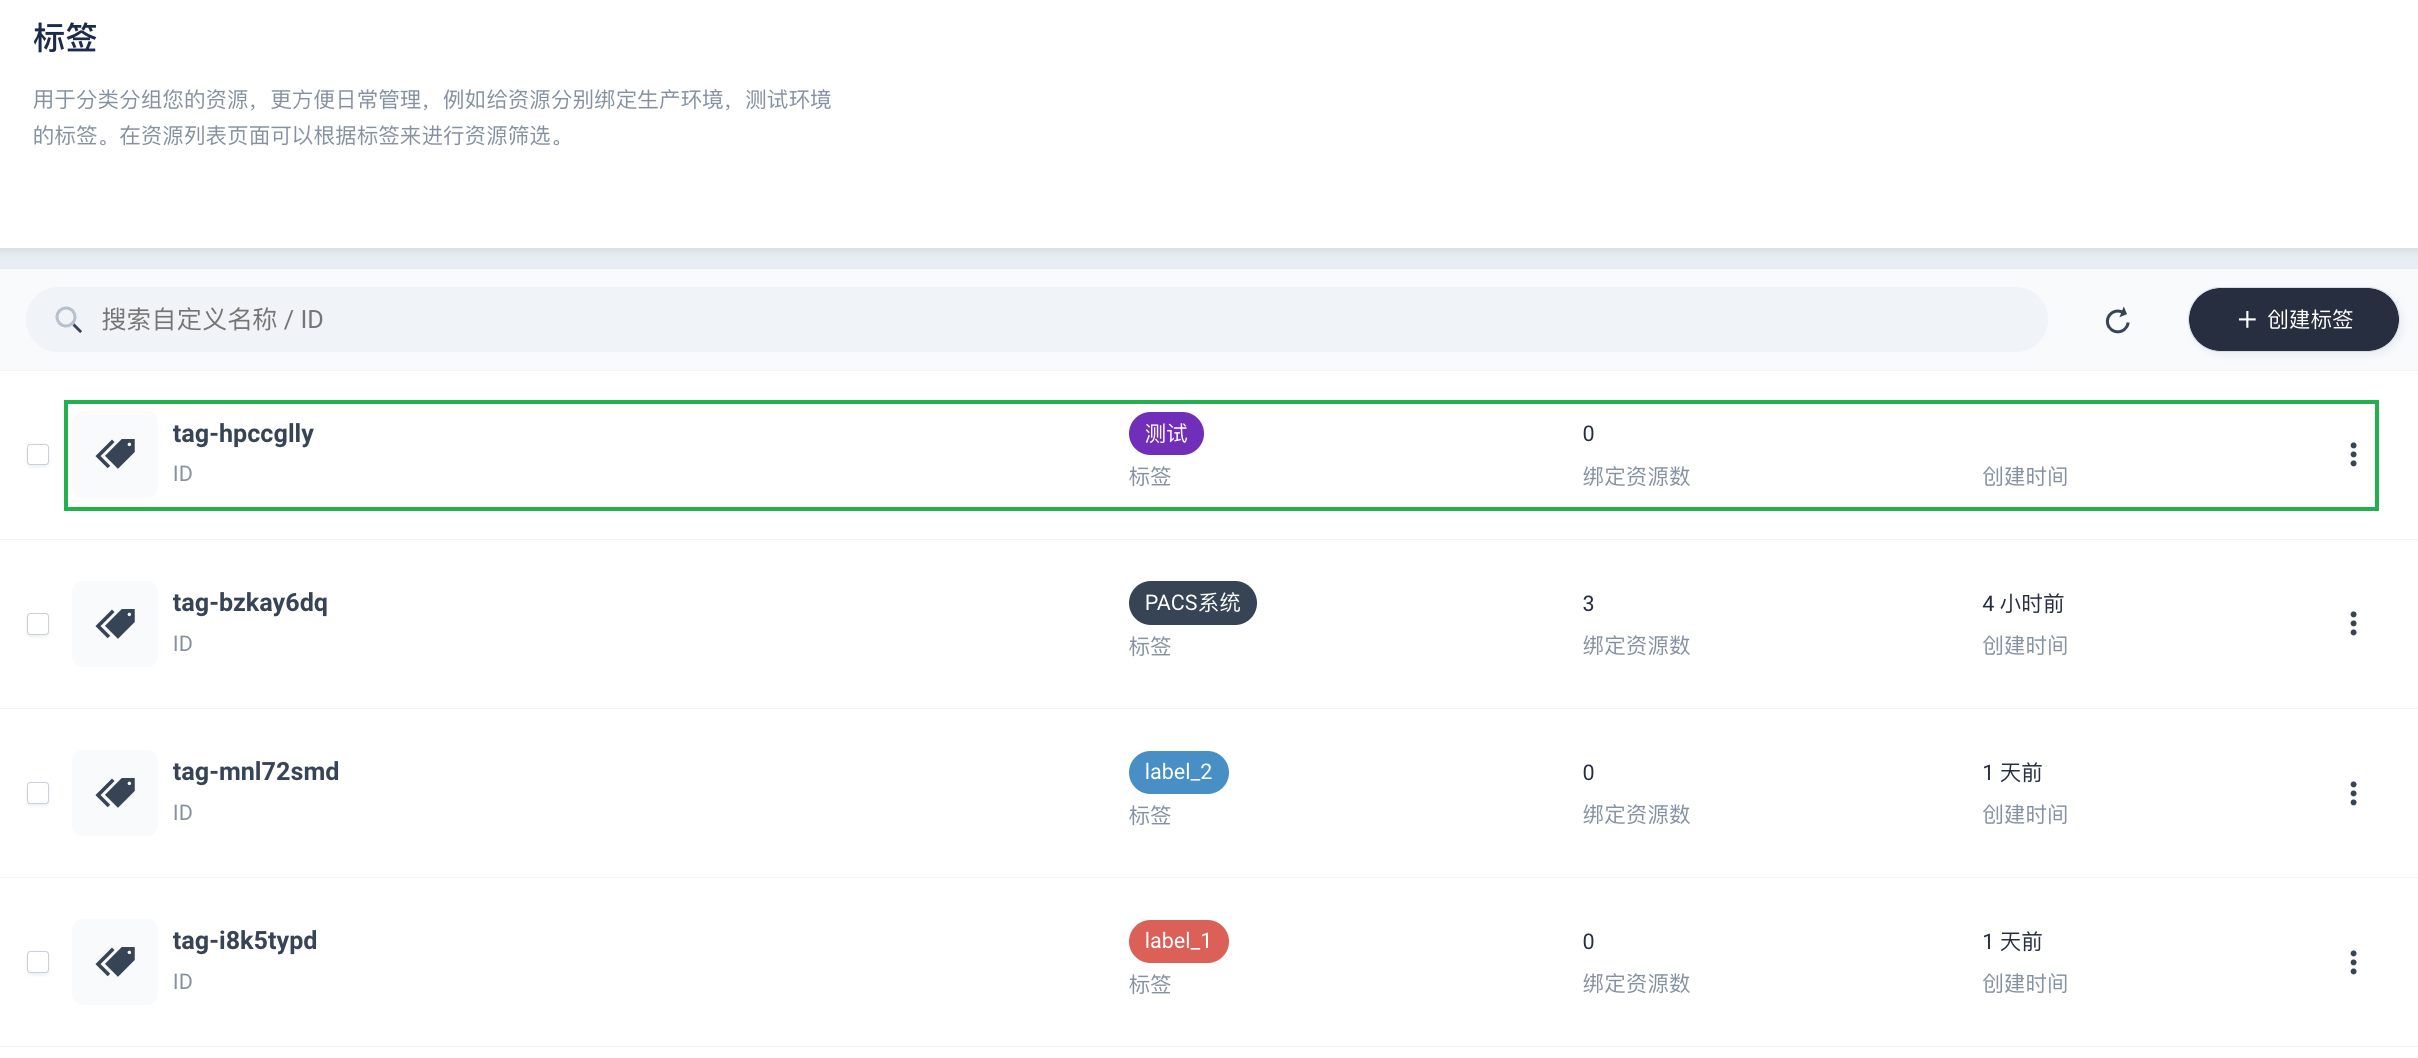 标签
用于分类分组您的资源，更方便日常管理，例如给资源分别绑定生产环境，测试环境
的标签。在资源列表页面可以根据标签来进行资源筛选。
搜索自定义名称 / ID
+ 创建标签
tag-hpccglly
测试
0
ID
标签
绑定资源数
创建时间
tag-bzkay6dq
PACS系统
3
4 小时前
ID
标签
绑定资源数
创建时间
tag-mnl72smd
label_2
0
1 天前
ID
标签
绑定资源数
创建时间
tag-i8k5typd
label_1
0
1 天前
ID
标签
绑定资源数
创建时间